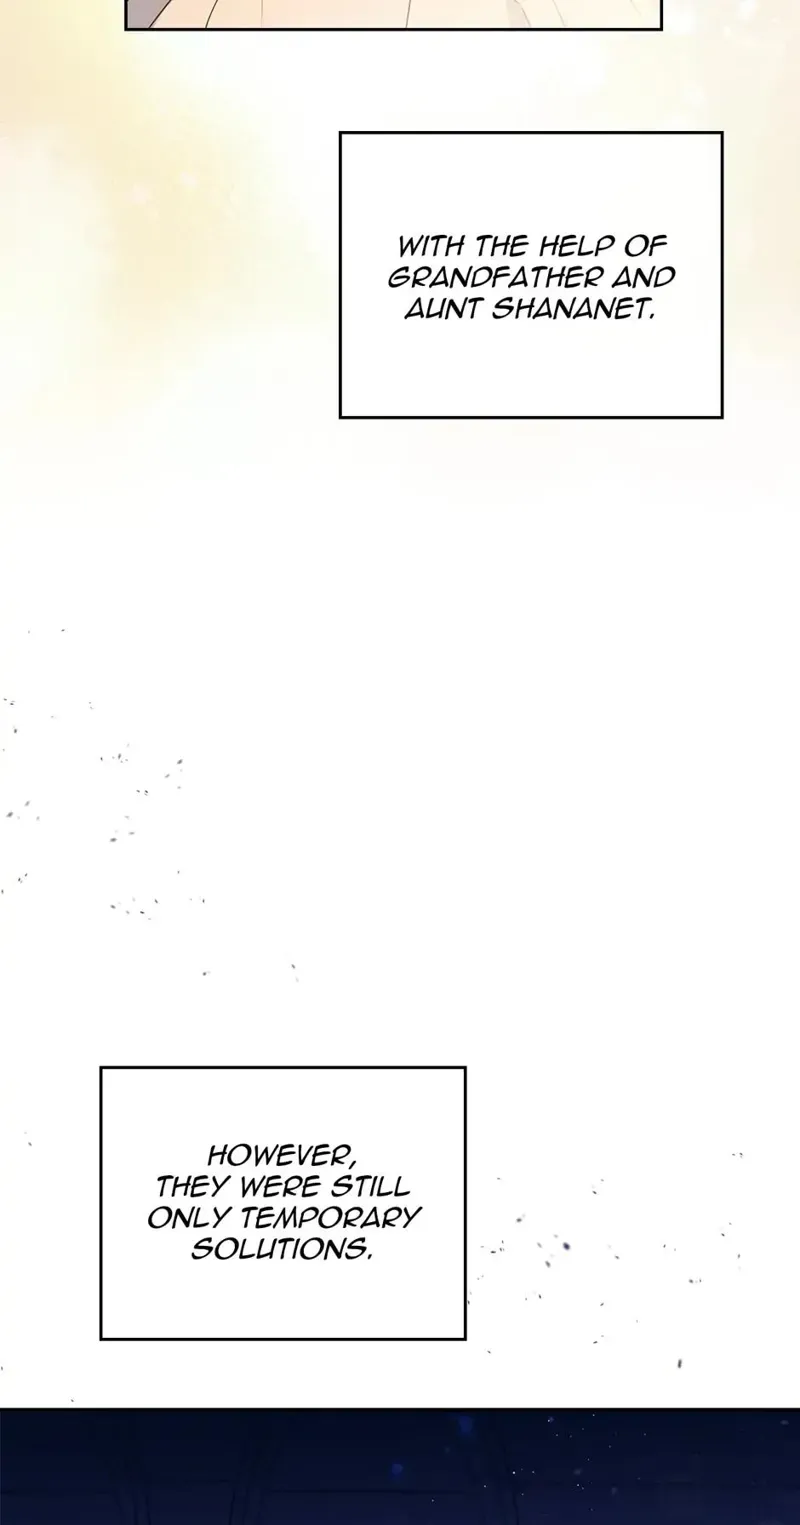 WITH THE HELP OF
GRANDFATHER AND
AUNT SHANANET.
HOWEVER,
THEY WERE STILL
ONLY TEMPORARY
SOLUTIONS.